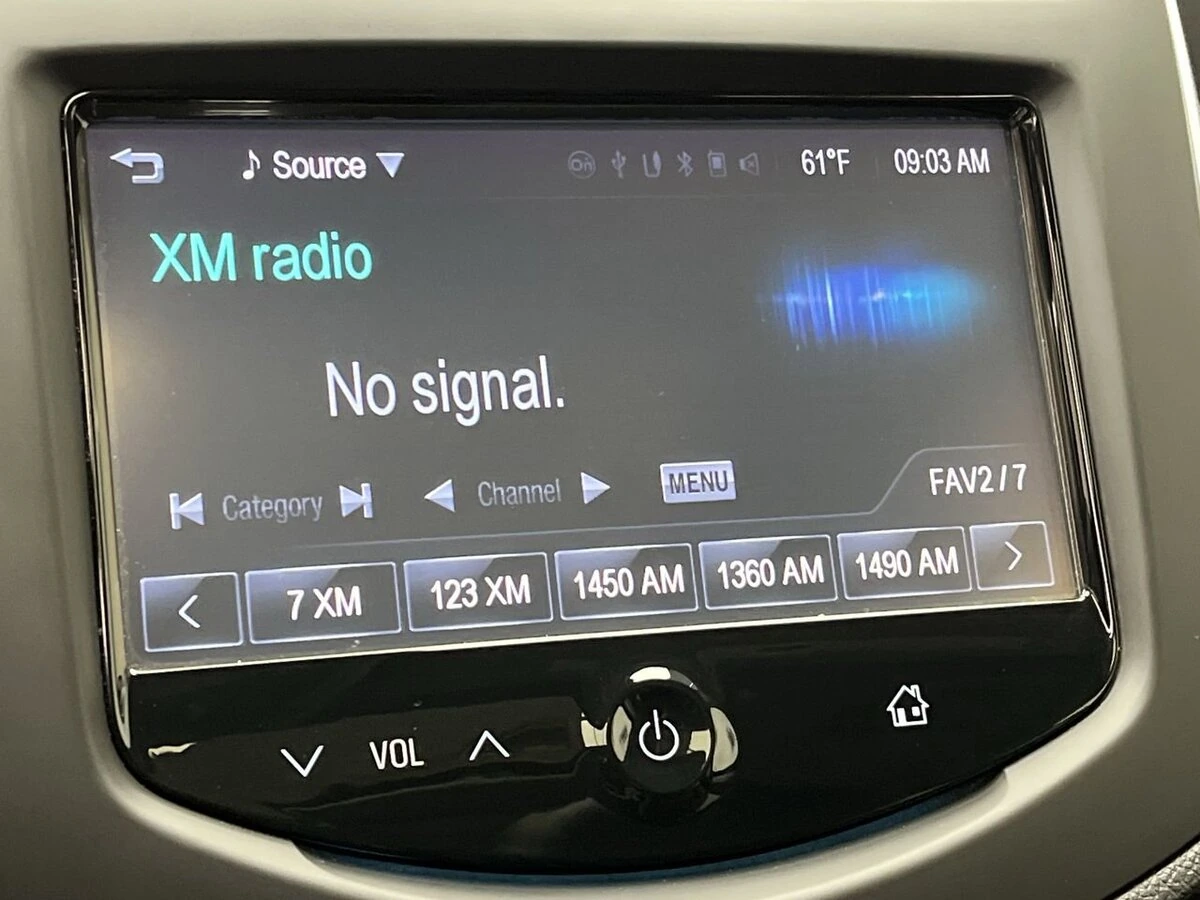 Source 61°F 09:03 AM
XM radio
No signal.
Category Channel MENU FAV2/7
7 XM 123 XM 1450 AM 1360 AM 1490 AM
VOL